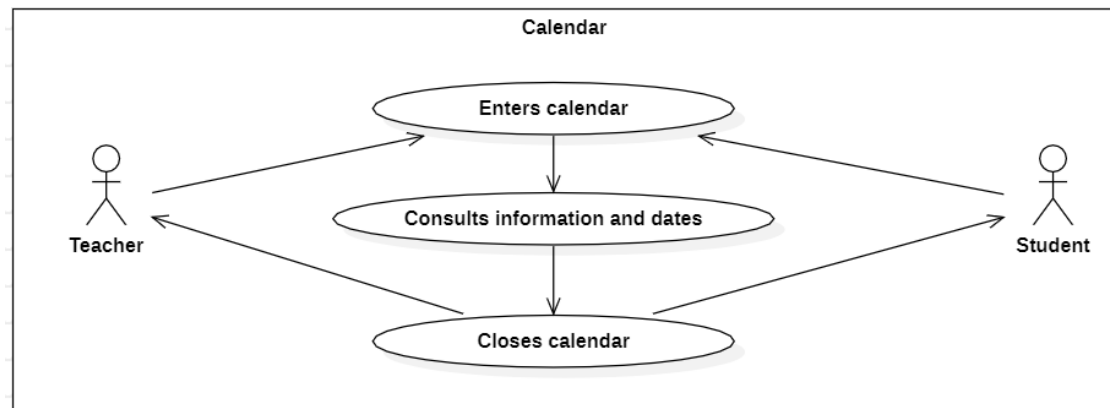 Calendar
Enters calendar
Consults information and dates
Teacher
Student
Closes calendar